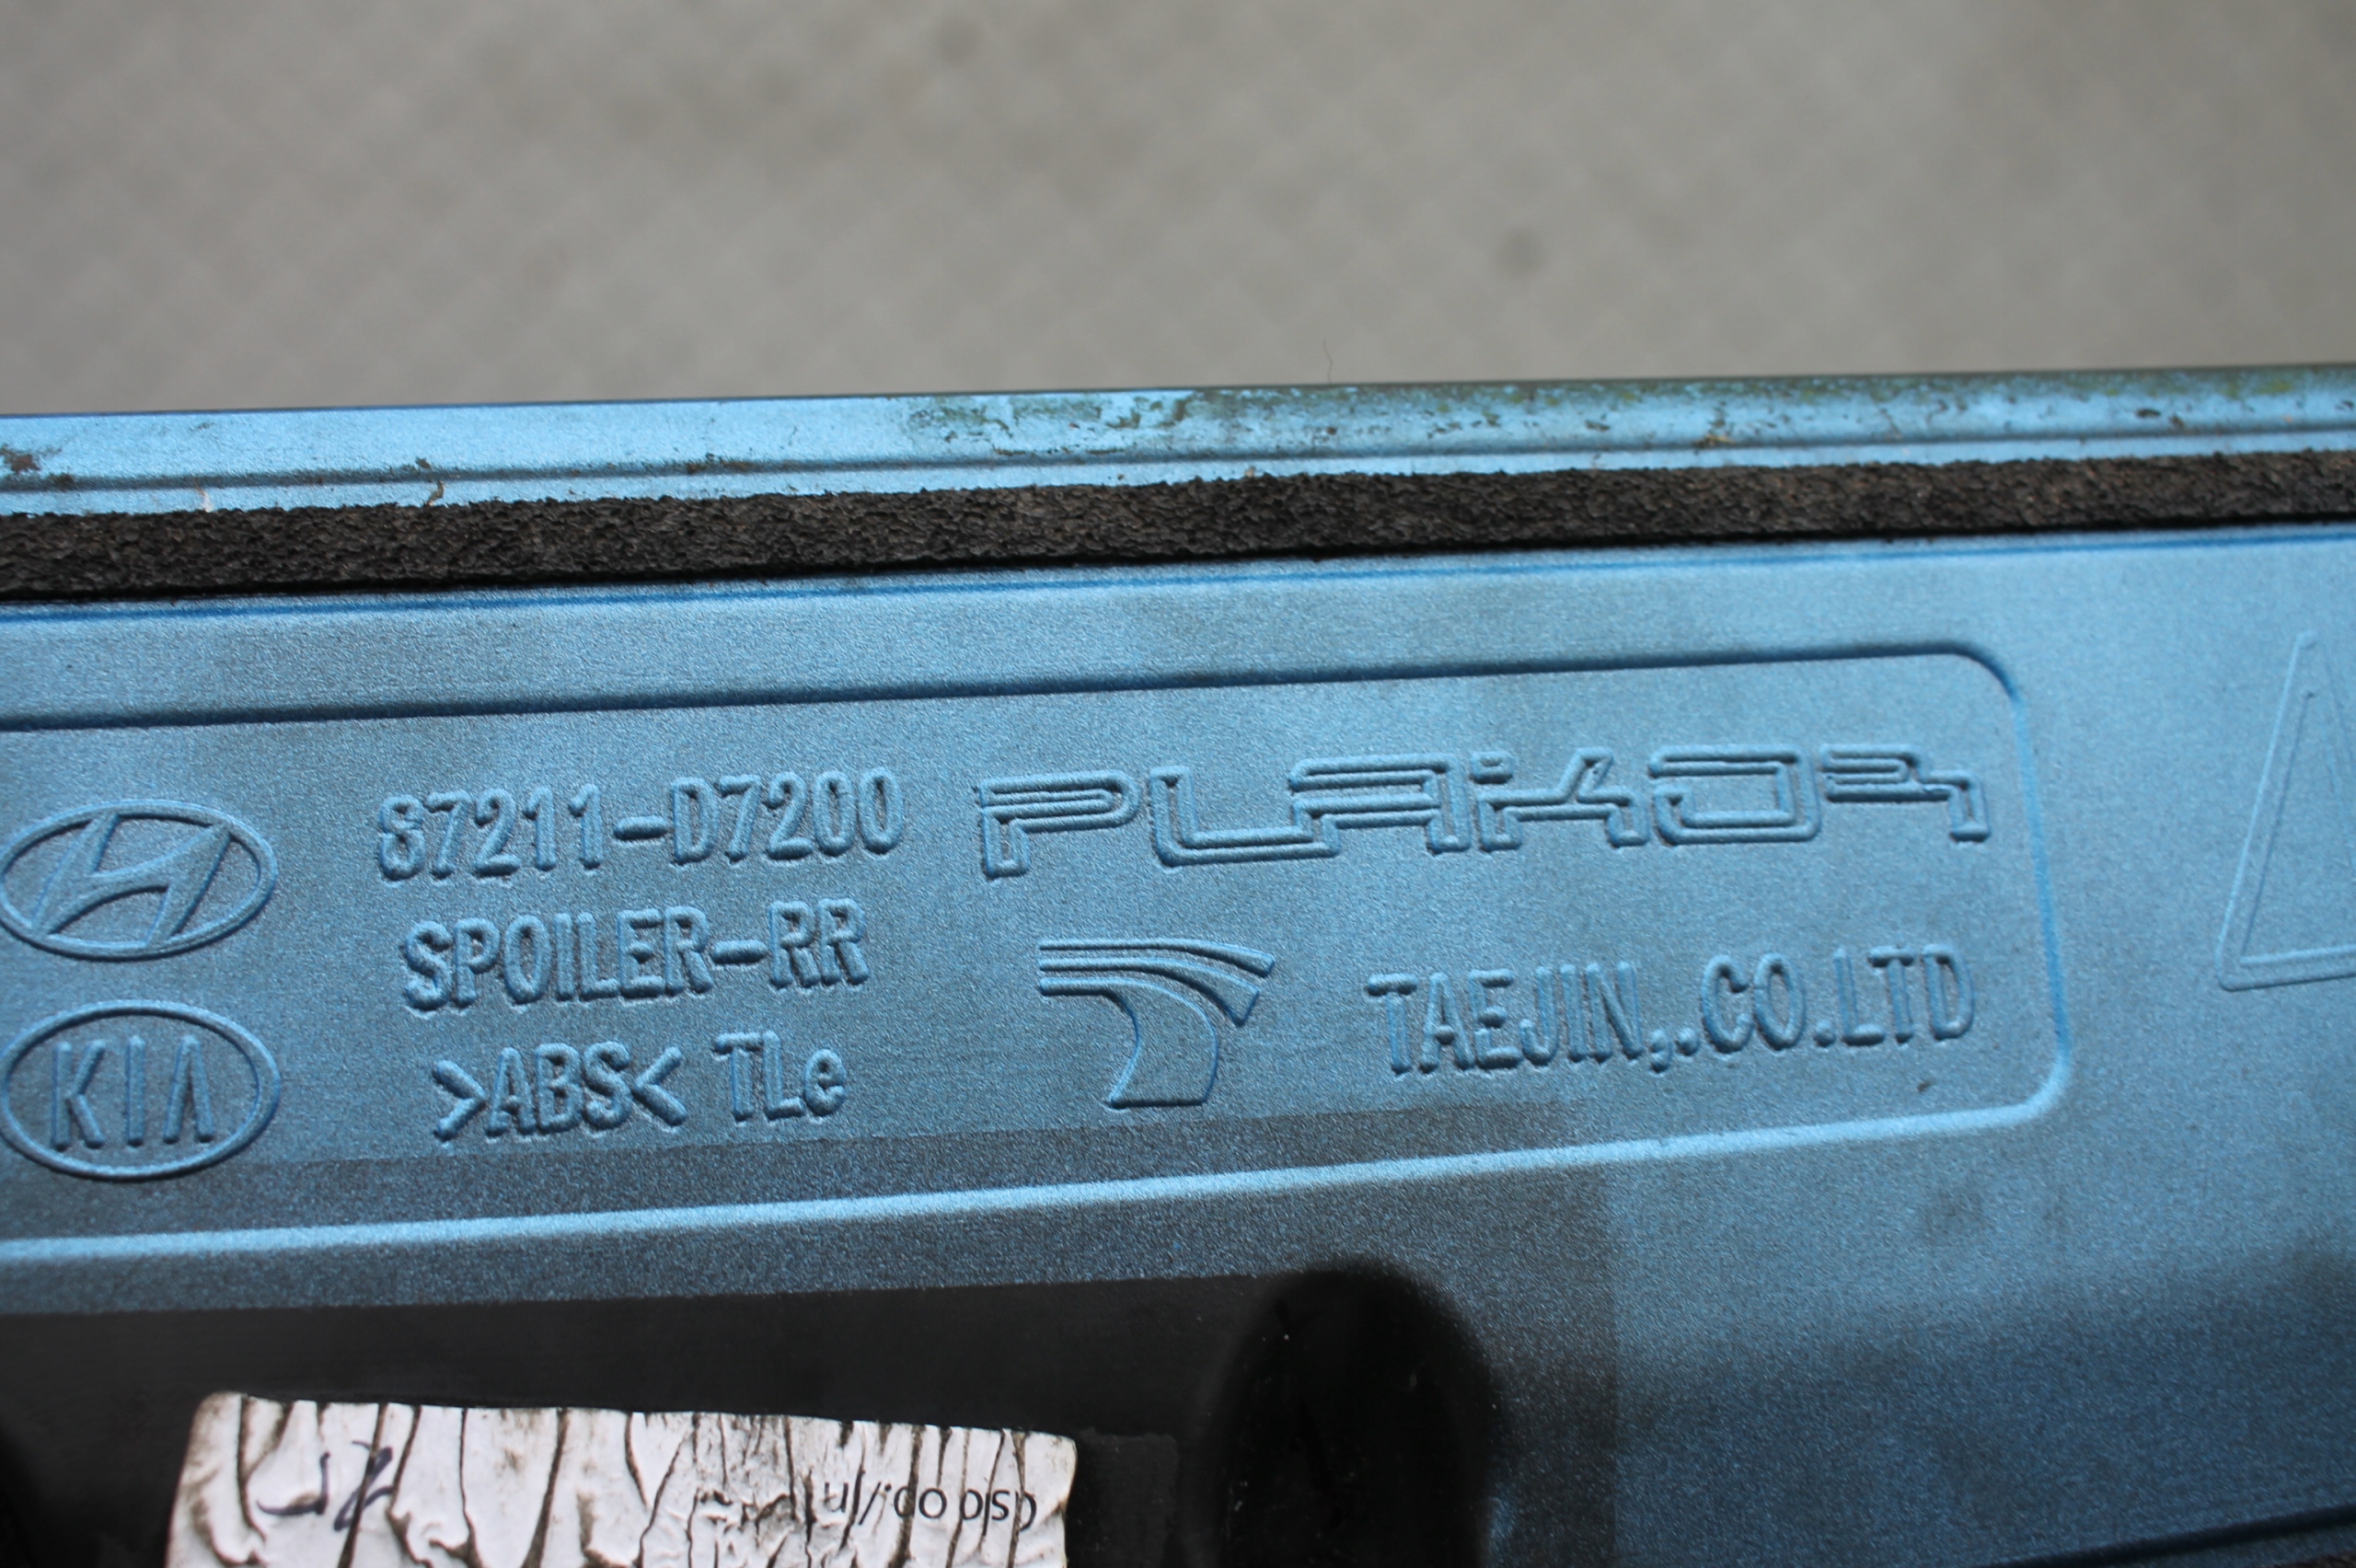 87211-D7200
PLAKOR
SPOILER-RR
TAEJIN,.CO.LTD
KIA
>ABS< TLe